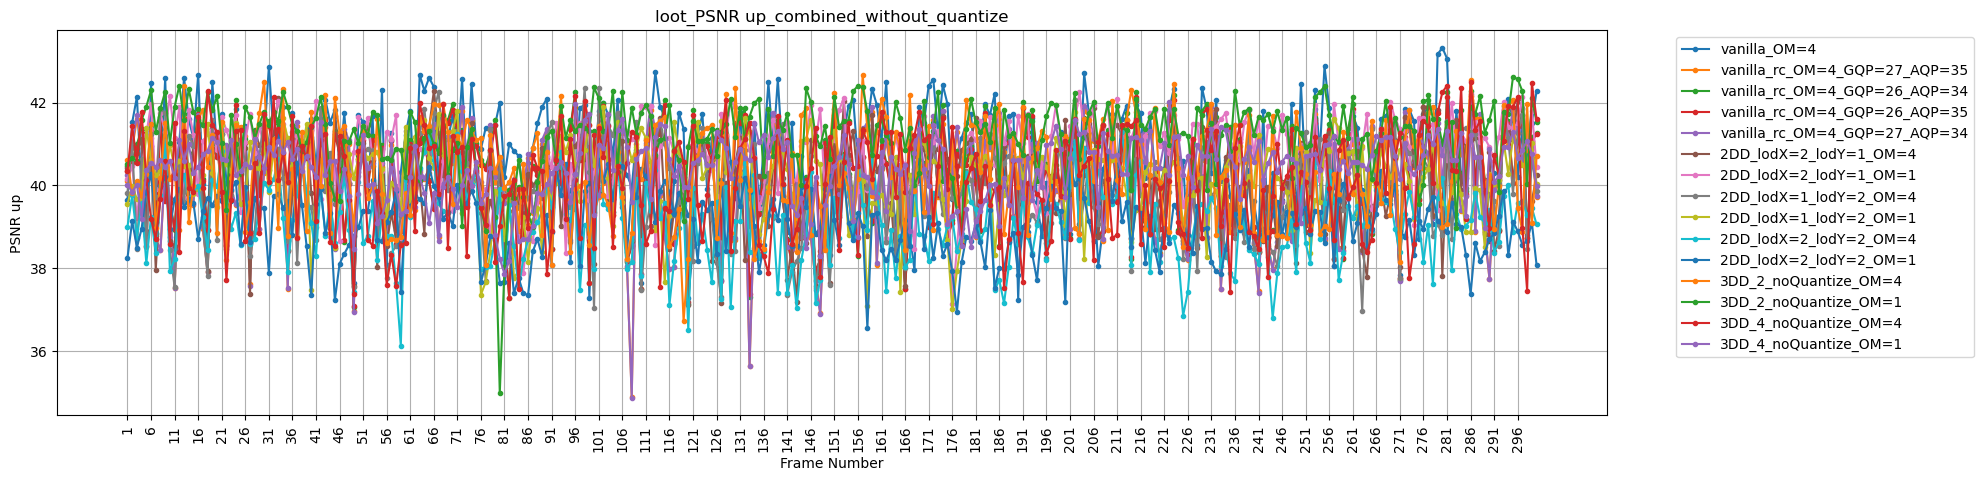 loot_PSNR up_combined_without_quantize
PSNR up
42
40
38
36
1 6 11 16 21 26 31 36 41 46 51 56 61 66 71 76 81 86 91 96 101 106 111 116 121 126 131 136 141 146 151 156 161 166 171 176 181 186 191 196 201 206 211 216 221 226 231 236 241 246 251 256 261 266 271 276 281 286 291 296
Frame Number
vanilla_OM=4
vanilla_rc_OM=4_GQP=27_AQP=35
vanilla_rc_OM=4_GQP=26_AQP=34
vanilla_rc_OM=4_GQP=26_AQP=35
vanilla_rc_OM=4_GQP=27_AQP=34
2DD_lodX=2_lodY=1_OM=4
2DD_lodX=2_lodY=1_OM=1
2DD_lodX=1_lodY=2_OM=4
2DD_lodX=1_lodY=2_OM=1
2DD_lodX=2_lodY=2_OM=4
2DD_lodX=2_lodY=2_OM=1
3DD_2_noQuantize_OM=4
3DD_2_noQuantize_OM=1
3DD_4_noQuantize_OM=4
3DD_4_noQuantize_OM=1